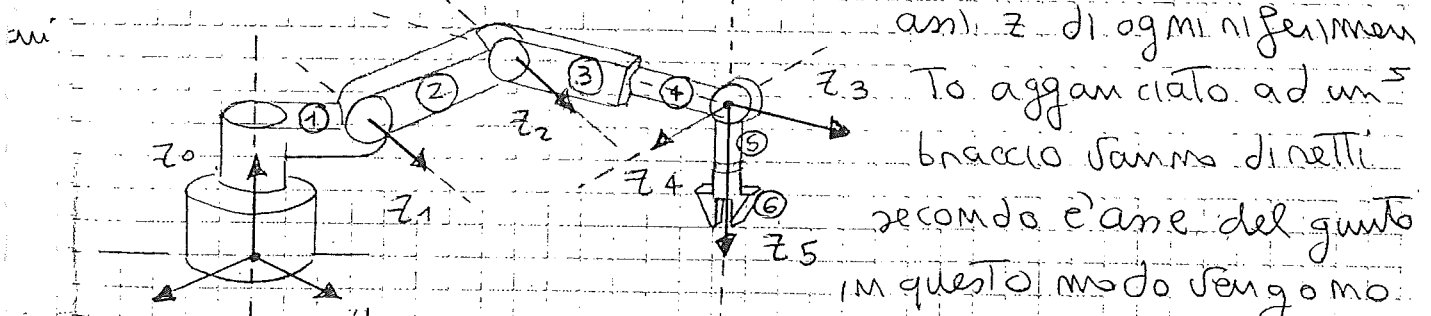 assi z di ogni riferimen
to agganciato ad un
braccio vanno diretti
secondo l'asse del giunto
in questo modo vengono
① ② ③ ④ ⑤ ⑥
z0 z1 z2 z3 z4 z5